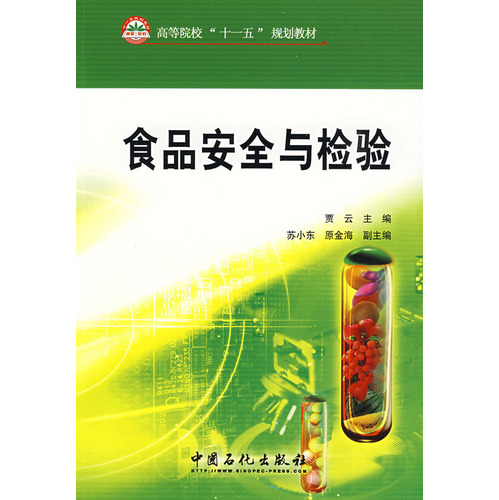 高等院校“十一五”规划教材
食品安全与检验
贾 云 主 编
苏小东 原金海 副主编
中国石化出版社
HTTP://WWW.SINOPEC-PRESS.COM